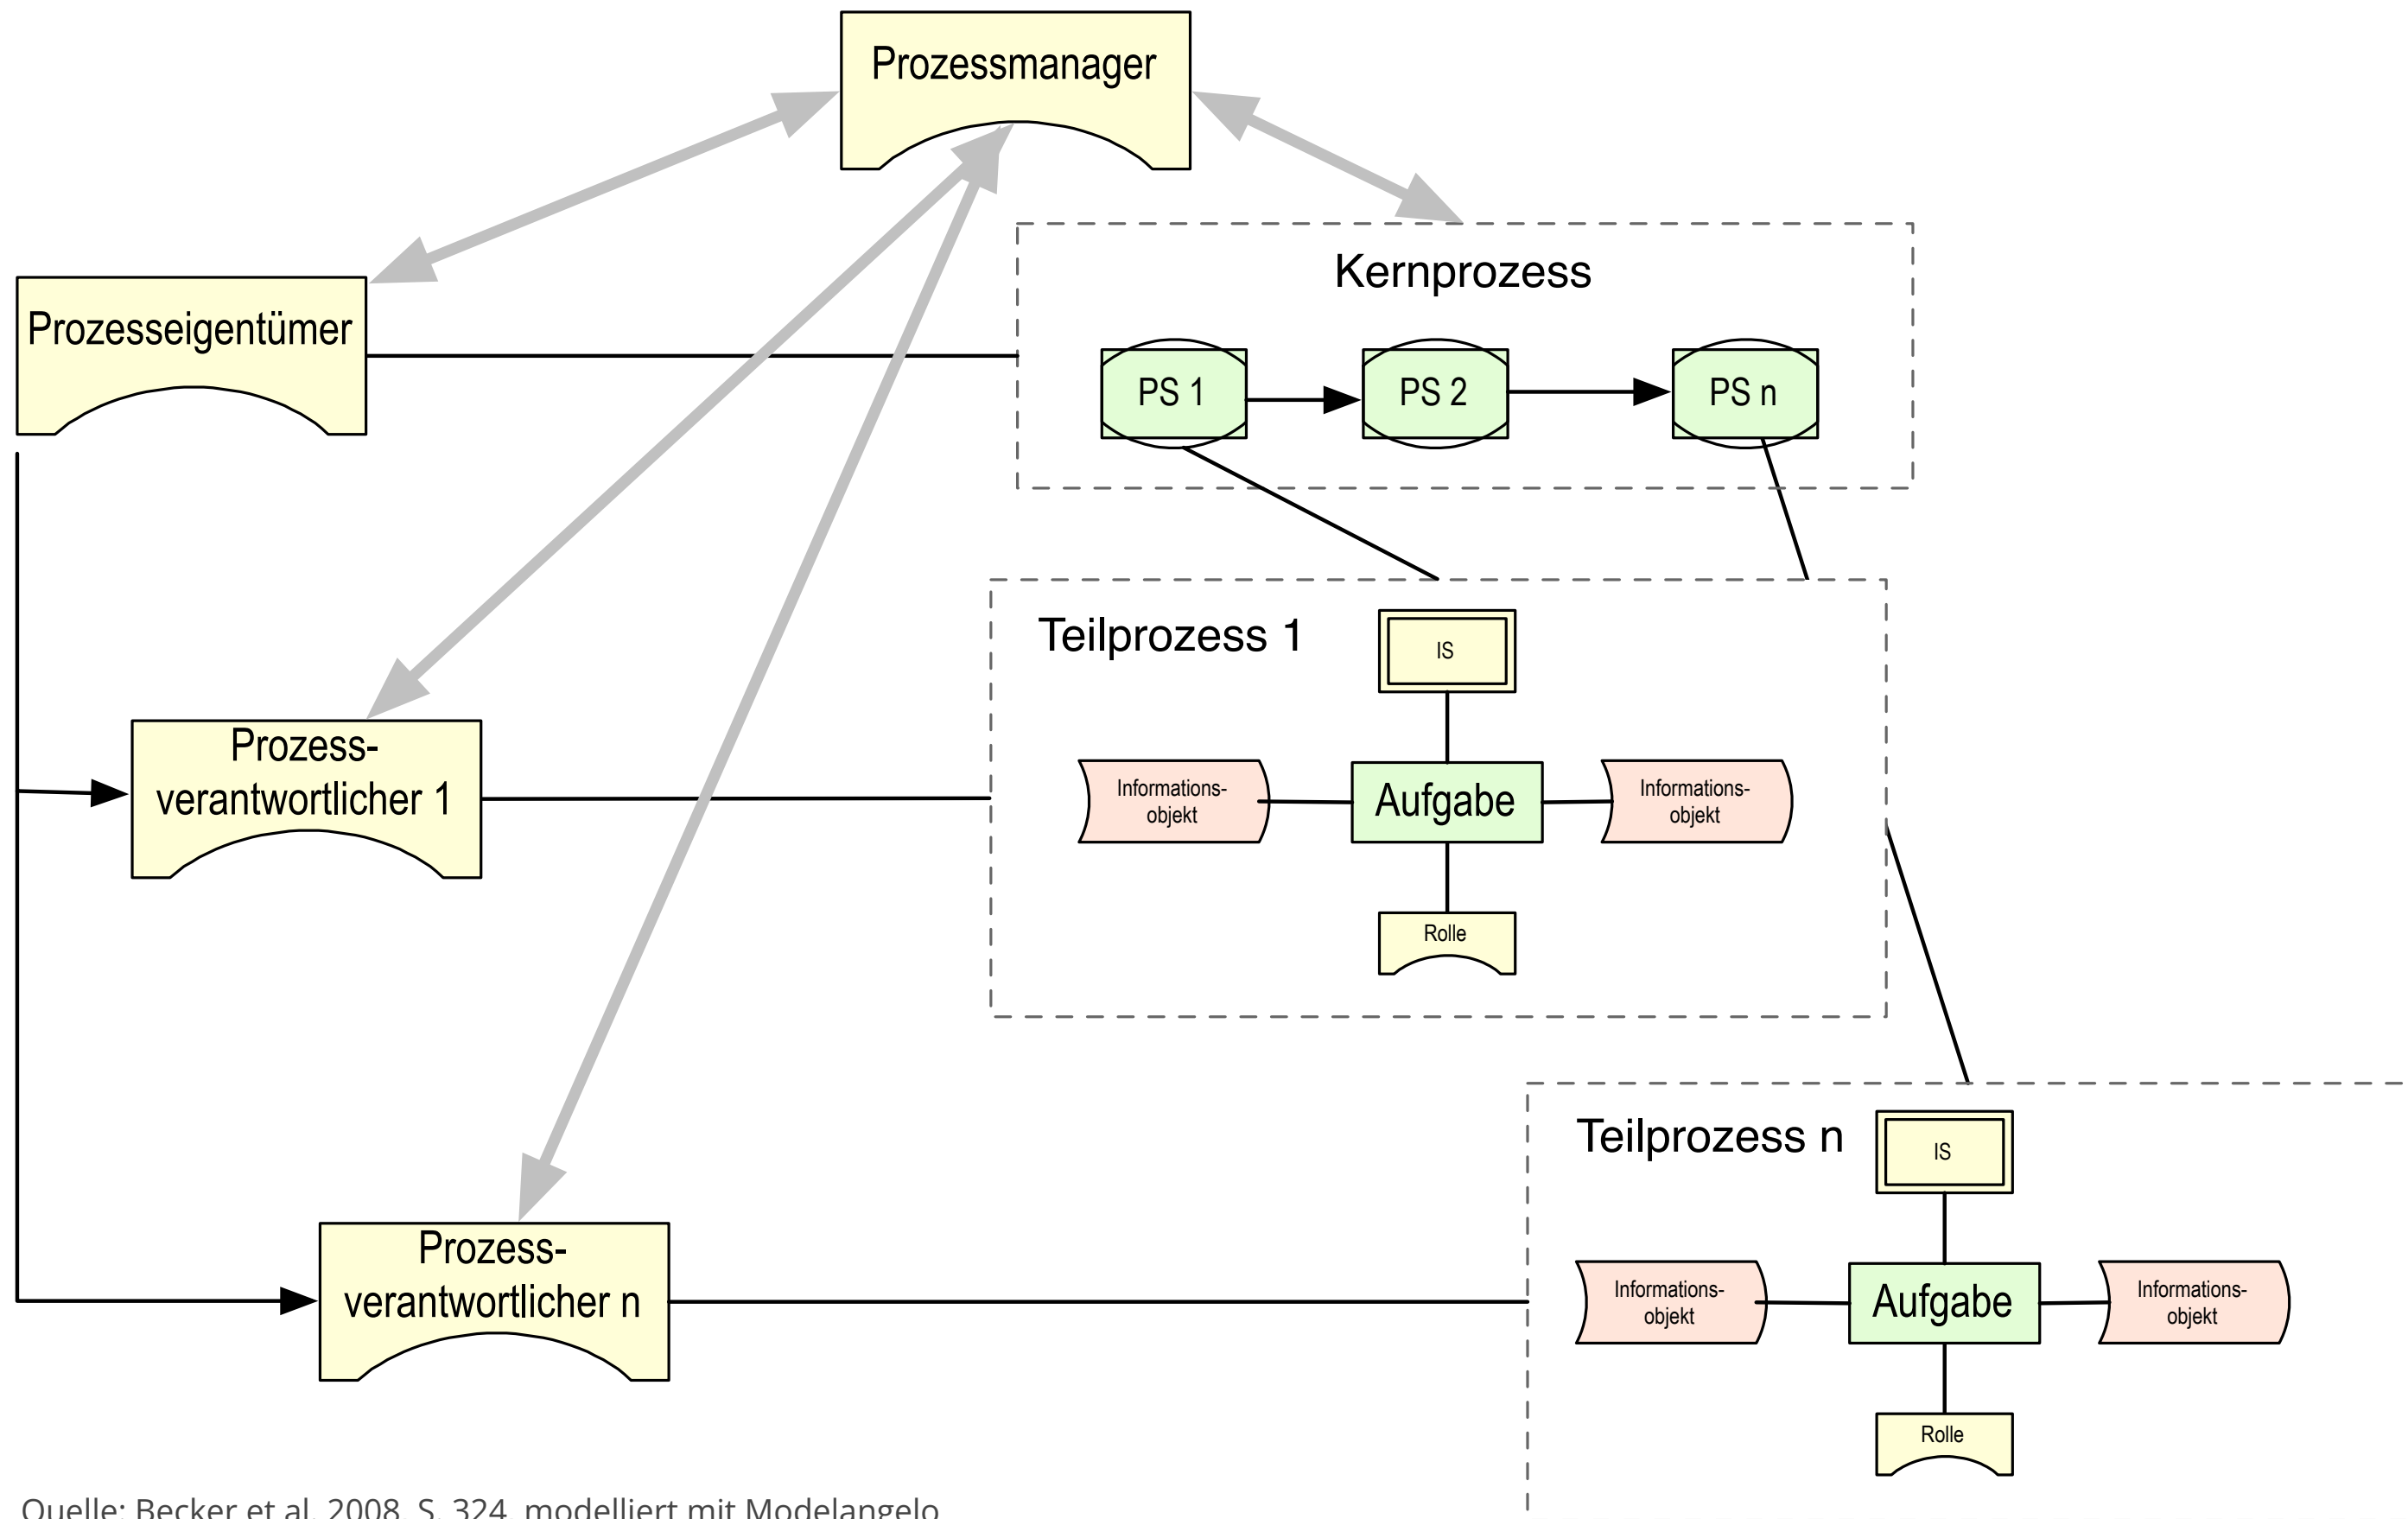 Prozessmanager
Kernprozess
Prozesseigentümer
PS 1
PS 2
PS n
Teilprozess 1
IS
Prozess-
verantwortlicher 1
Informations-
objekt
Aufgabe
Informations-
objekt
Rolle
Teilprozess n
IS
Prozess-
verantwortlicher n
Informations-
objekt
Aufgabe
Informations-
objekt
Rolle
Quelle: Becker et al. 2008, S. 324, modelliert mit Modelangelo